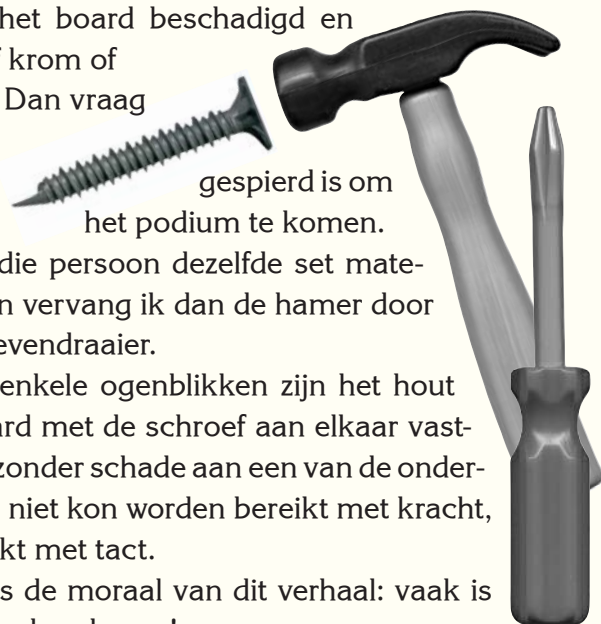 het board beschadigd en
krom of
Dan vraag
gespierd is om
het podium te komen.
die persoon dezelfde set mate-
vervang ik dan de hamer door
evendraaier.
enkele ogenblikken zijn het hout
rd met de schroef aan elkaar vast-
zonder schade aan een van de onder-
niet kon worden bereikt met kracht,
kt met tact.
s de moraal van dit verhaal: vaak is